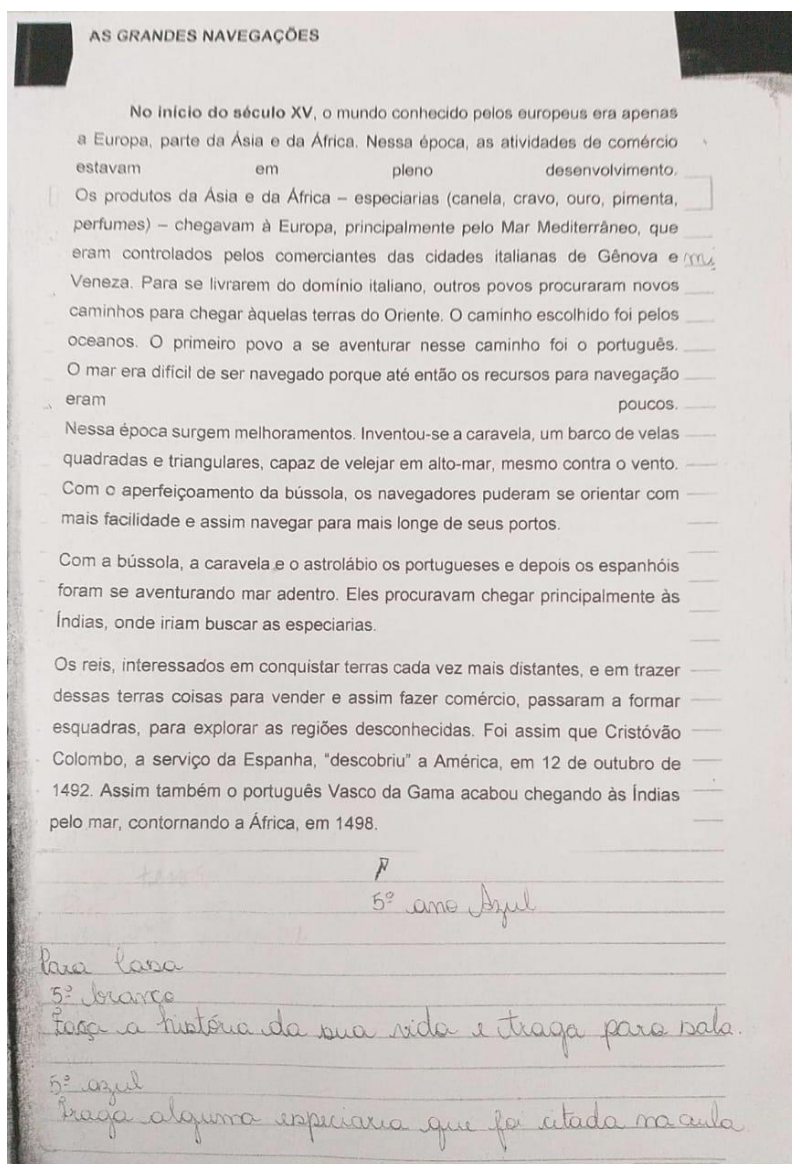 AS GRANDES NAVEGAÇÕES
No início do século XV, o mundo conhecido pelos europeus era apenas
a Europa, parte da Ásia e da África. Nessa época, as atividades de comércio
estavam em pleno desenvolvimento.
Os produtos da Ásia e da África – especiarias (canela, cravo, ouro, pimenta,
perfumes) – chegavam à Europa, principalmente pelo Mar Mediterrâneo, que
eram controlados pelos comerciantes das cidades italianas de Gênova e
Veneza. Para se livrarem do domínio italiano, outros povos procuraram novos
caminhos para chegar àquelas terras do Oriente. O caminho escolhido foi pelos
oceanos. O primeiro povo a se aventurar nesse caminho foi o português.
O mar era difícil de ser navegado porque até então os recursos para navegação
eram poucos.
Nessa época surgem melhoramentos. Inventou-se a caravela, um barco de velas
quadradas e triangulares, capaz de velejar em alto-mar, mesmo contra o vento.
Com o aperfeiçoamento da bússola, os navegadores puderam se orientar com
mais facilidade e assim navegar para mais longe de seus portos.
Com a bússola, a caravela e o astrolábio os portugueses e depois os espanhóis
foram se aventurando mar adentro. Eles procuravam chegar principalmente às
Índias, onde iriam buscar as especiarias.
Os reis, interessados em conquistar terras cada vez mais distantes, e em trazer
dessas terras coisas para vender e assim fazer comércio, passaram a formar
esquadras, para explorar as regiões desconhecidas. Foi assim que Cristóvão
Colombo, a serviço da Espanha, “descobriu” a América, em 12 de outubro de
1492. Assim também o português Vasco da Gama acabou chegando às Índias
pelo mar, contornando a África, em 1498.
5º ano Azul
Para Casa
5º branco
Faça a história da sua vida e traga para sala.
5º azul
Traga alguma especiaria que foi citada na aula